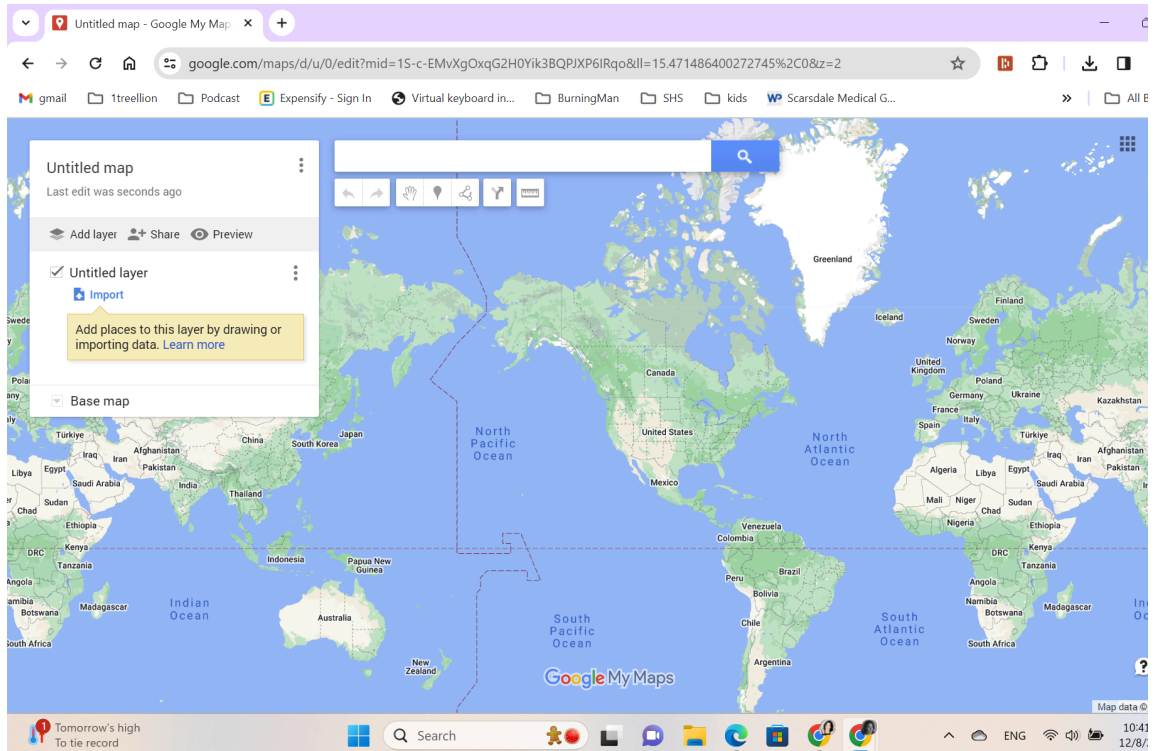 Untitled map - Google My Map
google.com/maps/d/u/0/edit?mid=1S-c-EMvXgOxqG2H0Yik3BQPJXP6IRqo&ll=15.471486400272745%2C0&z=2
gmail 1treellion Podcast Expensify - Sign In Virtual keyboard in... BurningMan SHS kids Scarsdale Medical G... » All B
Untitled map
Last edit was seconds ago
Add layer Share Preview
Untitled layer
Import
Add places to this layer by drawing or
importing data. Learn more
Base map
Greenland
Finland
Iceland
Sweden
Norway
United
Kingdom
Canada
Poland
Germany
Ukraine
France
Kazakhstan
Italy
Spain
Türkiye
China
South Korea
Japan
North
Pacific
Ocean
United States
North
Atlantic
Ocean
Türkiye
Iraq
Iran
Afghanistan
Pakistan
Iraq
Iran
Afghanistan
Pakistan
Libya
Egypt
Saudi Arabia
India
Mexico
Algeria
Libya
Egypt
Saudi Arabia
Thailand
Mali
Niger
Chad
Sudan
Sudan
Ethiopia
Venezuela
Colombia
Nigeria
Ethiopia
DRC
Kenya
Tanzania
Indonesia
Papua New
Guinea
DRC
Kenya
Tanzania
Peru
Brazil
Bolivia
Angola
Angola
Namibia
Botswana
Madagascar
Botswana
Madagascar
Indian
Ocean
Australia
South
Pacific
Ocean
Chile
South
Atlantic
Ocean
South Africa
South Africa
New
Zealand
Argentina
Google My Maps
Map data ©
1
Tomorrow's high
To tie record
Search
ENG
10:41
12/8/